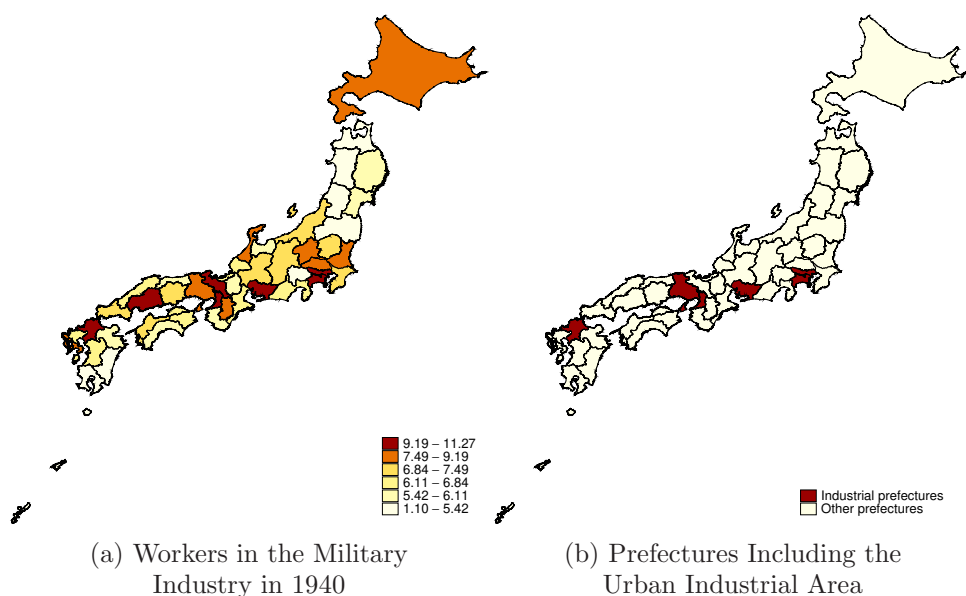 9.19 – 11.27
7.49 – 9.19
6.84 – 7.49
6.11 – 6.84
5.42 – 6.11
1.10 – 5.42
Industrial prefectures
Other prefectures
(a) Workers in the Military
Industry in 1940
(b) Prefectures Including the
Urban Industrial Area